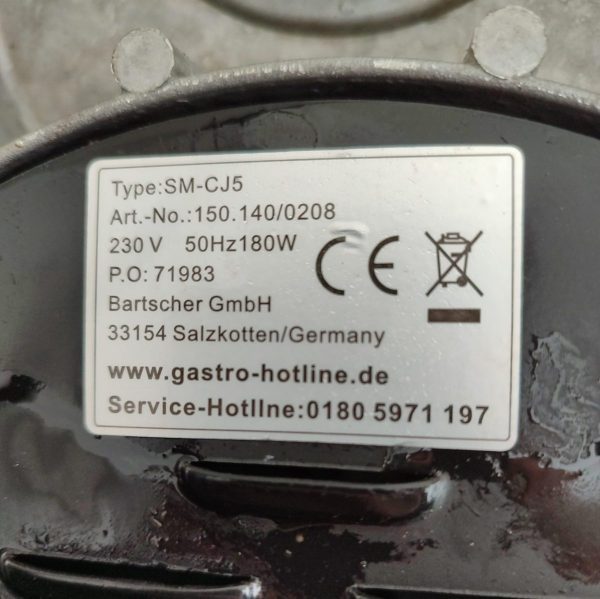 Type:SM-CJ5
Art.-No.:150.140/0208
230 V 50Hz180W
P.O: 71983
Bartscher GmbH
33154 Salzkotten/Germany
www.gastro-hotline.de
Service-Hotllne:0180 5971 197
CE